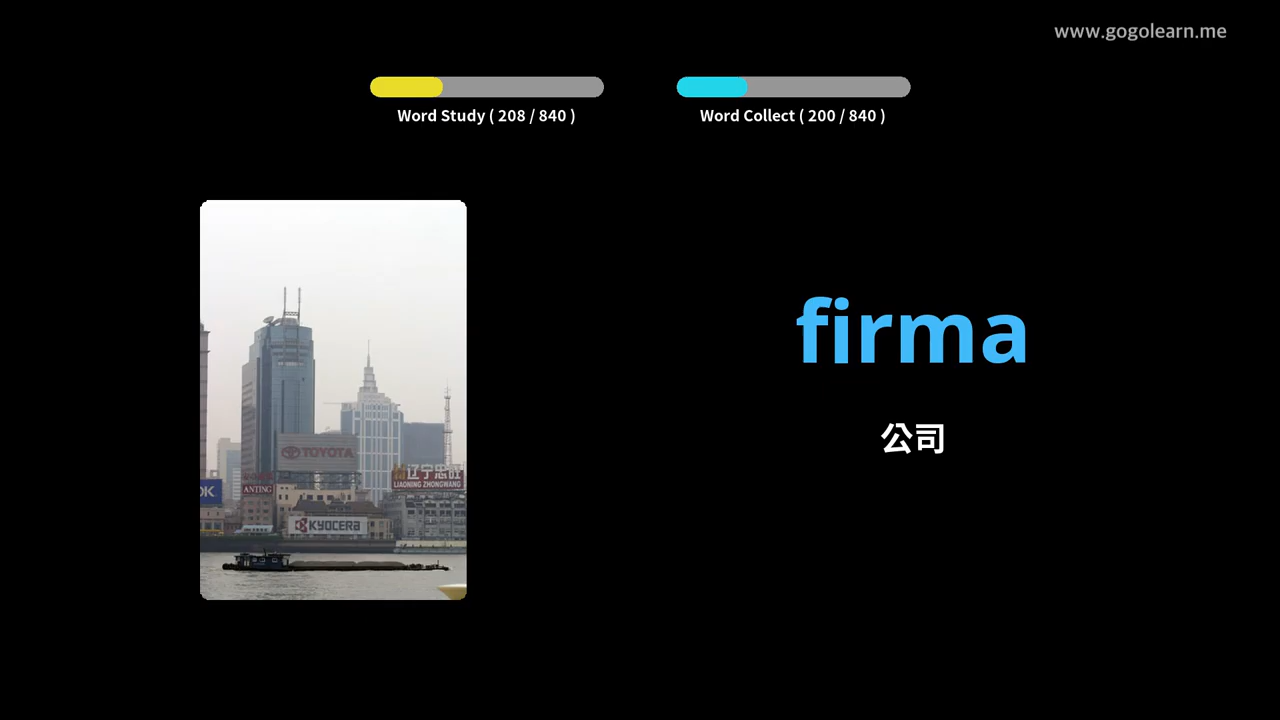 www.gogolearn.me
Word Study ( 208 / 840 )
Word Collect ( 200 / 840 )
firma
公司
TOYOTA
辽宁忠旺
LIAONING ZHONGWANG
ANTING
OK
KYOCERA